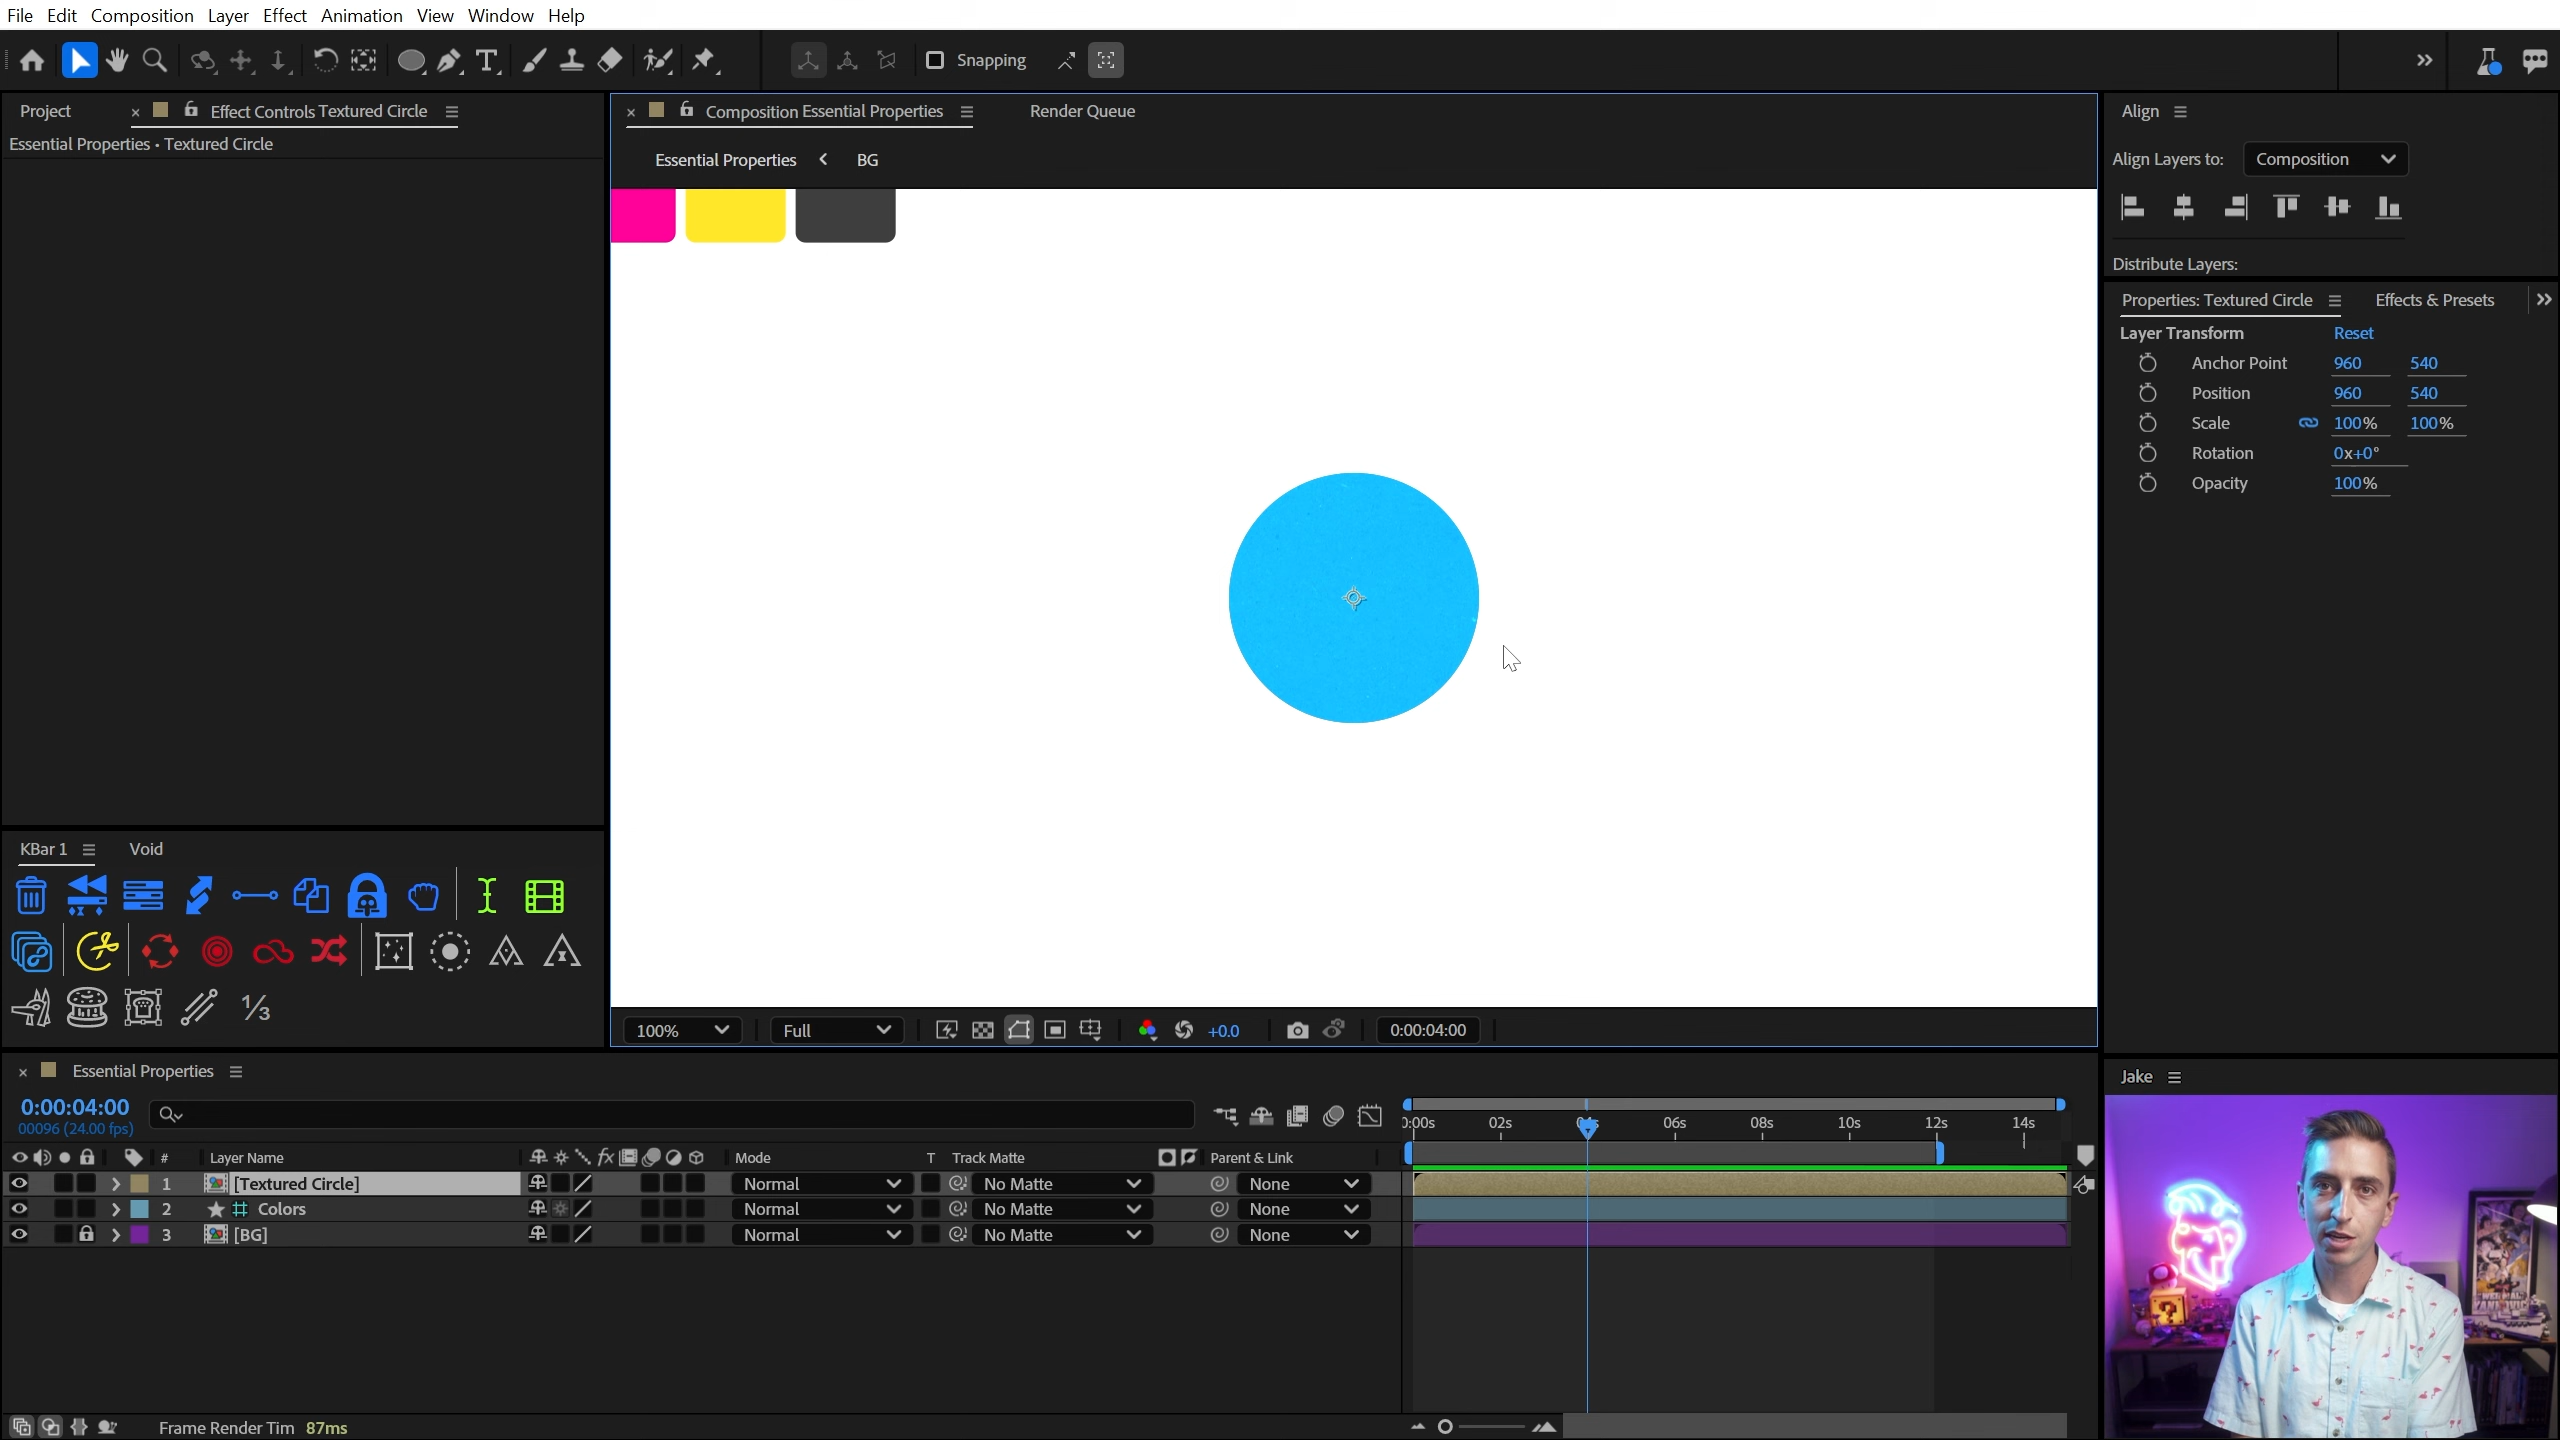 File Edit Composition Layer Effect Animation View Window Help
Snapping
Project
Effect Controls Textured Circle
Essential Properties • Textured Circle
Composition Essential Properties
Render Queue
Essential Properties
BG
Align
Align Layers to:
Composition
Distribute Layers:
Properties: Textured Circle
Effects & Presets
Layer Transform
Reset
Anchor Point 960 540
Position 960 540
Scale 100% 100%
Rotation 0x+0°
Opacity 100%
KBar 1
Void
1/3
100%
Full
+0.0
0:00:04:00
Essential Properties
0:00:04:00
00096 (24.00 fps)
# Layer Name
Mode T Track Matte Parent & Link
02s 06s 08s 10s 12s 14s
1 [Textured Circle] Normal No Matte None
2 Colors Normal No Matte None
3 [BG] Normal No Matte None
Frame Render Tim 87ms
Jake